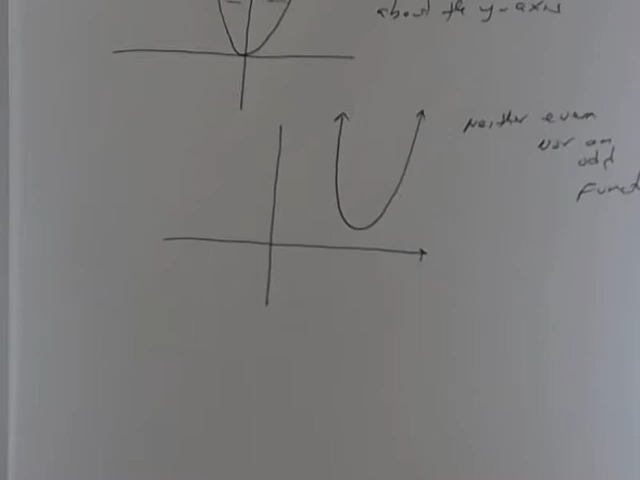 about the y-axis
Neither even
nor an
odd
Funct